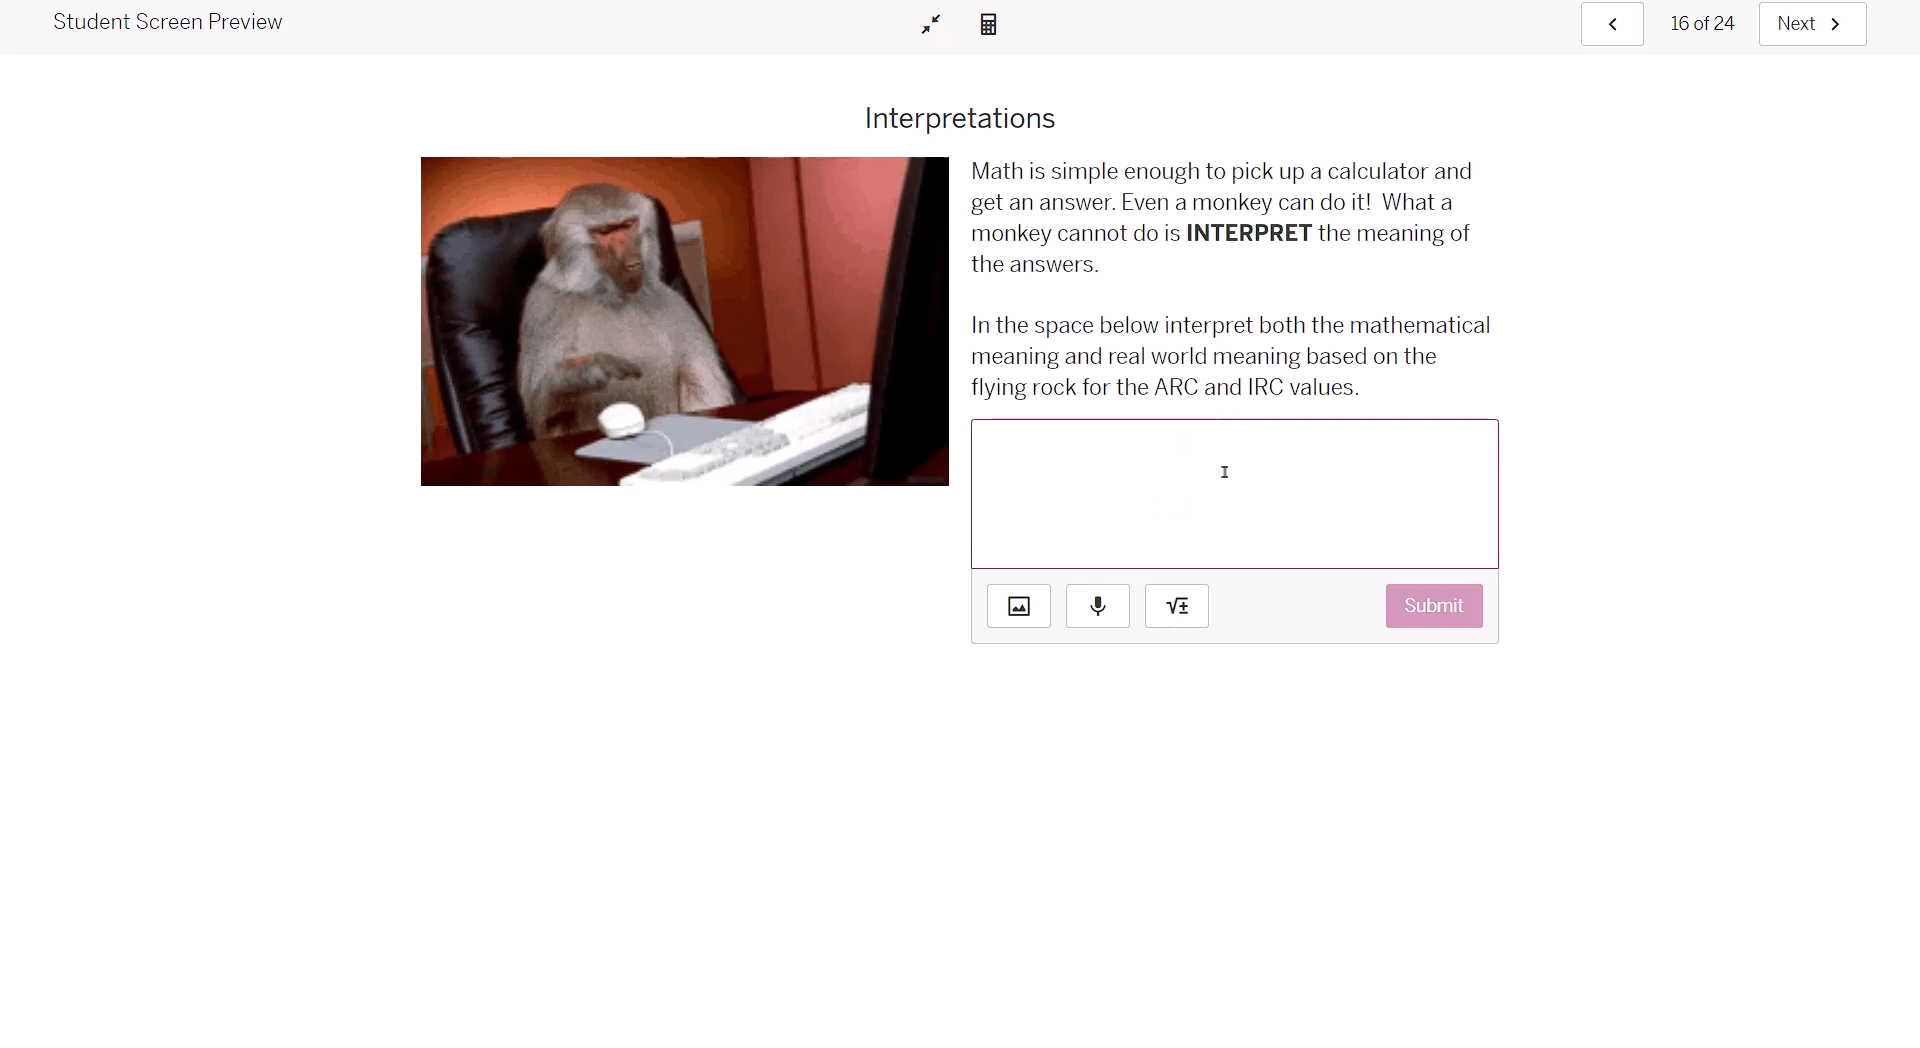 Student Screen Preview
16 of 24
Next
Interpretations
Math is simple enough to pick up a calculator and
get an answer. Even a monkey can do it! What a
monkey cannot do is INTERPRET the meaning of
the answers.
In the space below interpret both the mathematical
meaning and real world meaning based on the
flying rock for the ARC and IRC values.
√±
Submit